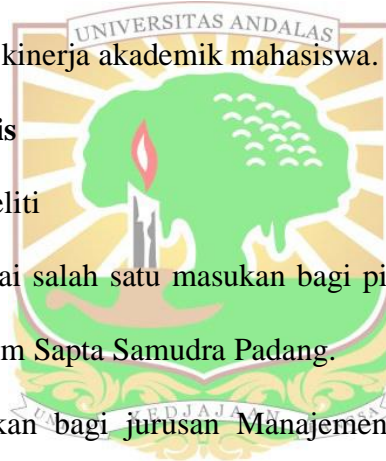 UNIVERSITAS ANDALAS
kinerja akademik mahasiswa.
is
eliti
ai salah satu masukan bagi pi
m Sapta Samudra Padang.
KEDJAJAAN
kan bagi jurusan Manajemen